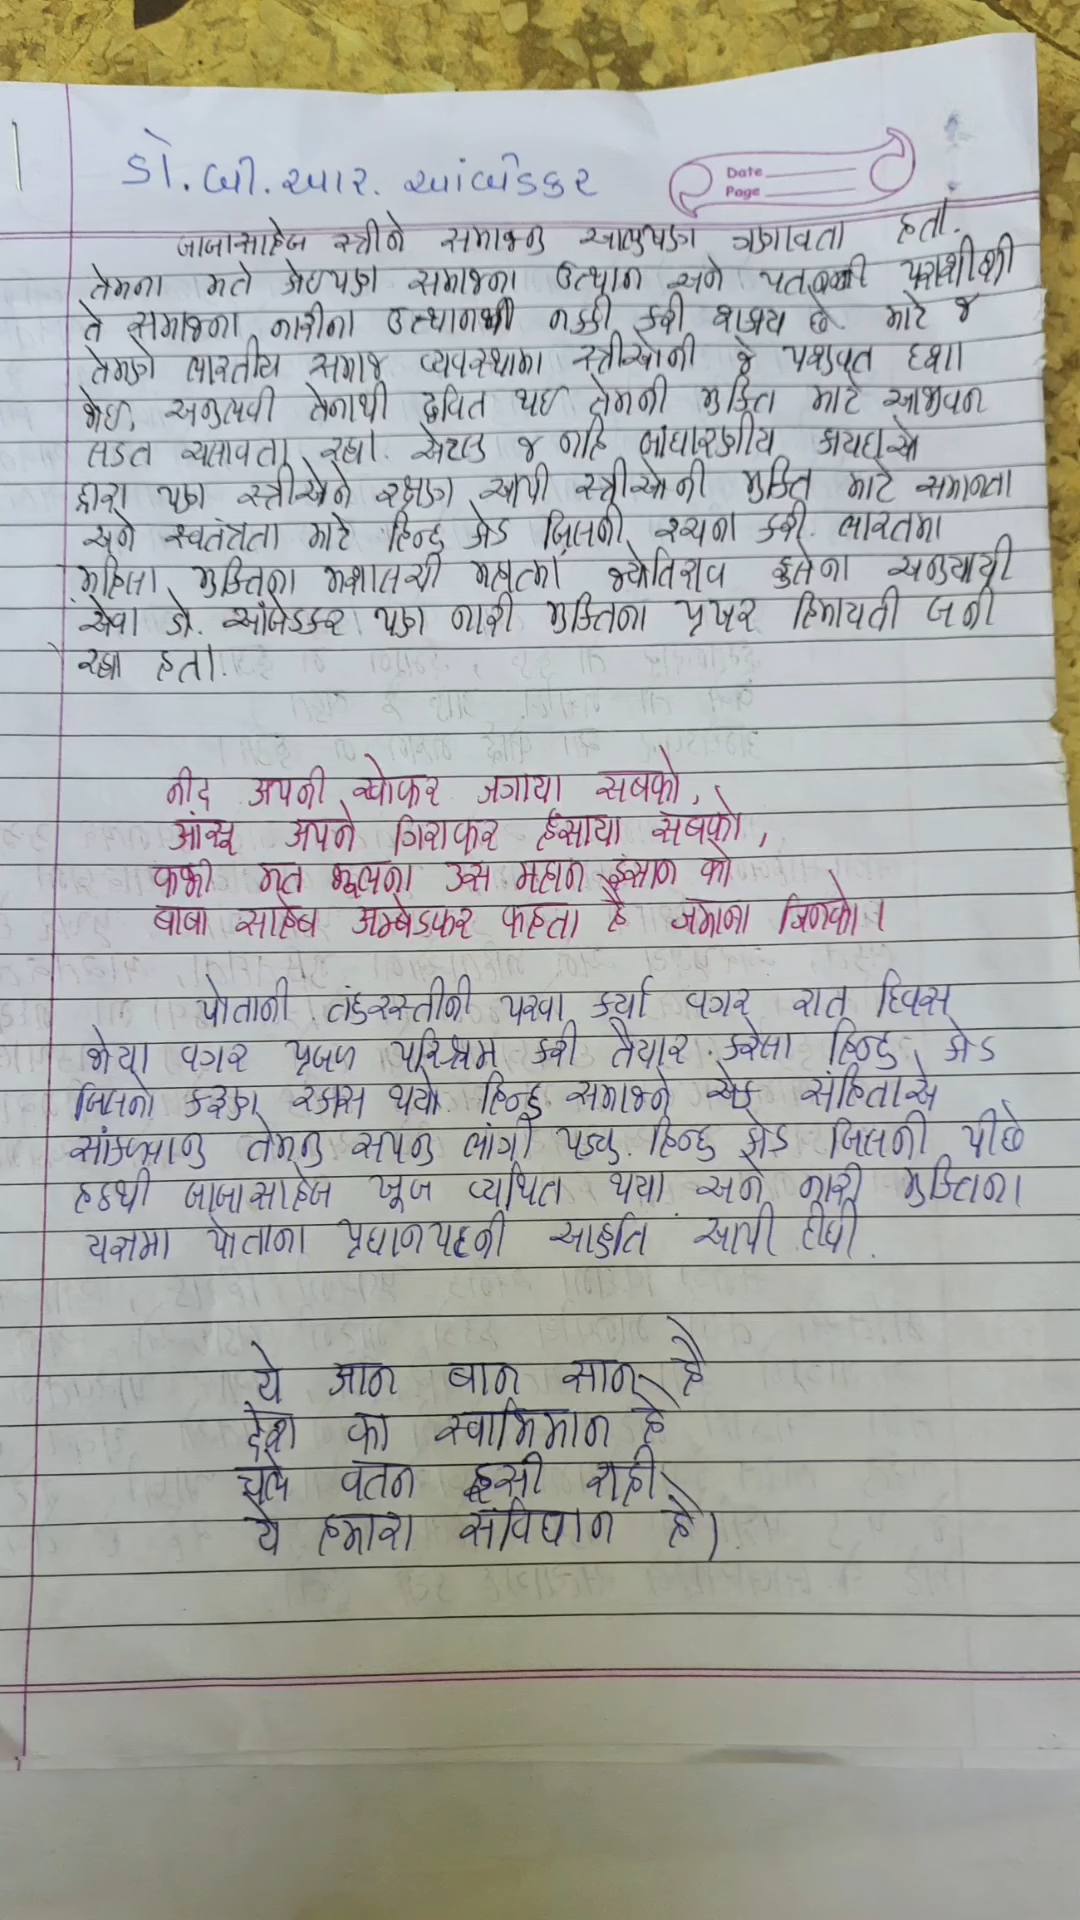 ડો. બી. આર. આંબેડકર
Date
Page
બાબાસાહેબ સ્ત્રીને સમાજનુ આભુષણ ગણાવતા હતા.
તેમના મતે કોઇપણ સમાજના ઉત્થાન અને પારાશીશી
તે સમાજના નારીના ઉત્થાનથી નક્કી કરી શકાય છે. માટે જ
તેમણે ભારતીય સમાજ વ્યવસ્થામા સ્ત્રીઓની જે પશુવત દશા
જોઇ, અનુભવી તેનાથી દ્રવિત થઇ તેમની મુક્તિ માટે આજીવન
લડત ચલાવતા રહ્યા. એટલુ જ નહિ બંધારણીય કાયદાઓ
દ્વારા પણ સ્ત્રીઓને રક્ષણ આપી સ્ત્રીઓની મુક્તિ માટે સમાનતા
અને સ્વતંત્રતા માટે હિન્દુ કોડ બિલની રચના કરી. ભારતમા
મહિલા મુક્તિના મશાલચી મહાત્મા જ્યોતિરાવ ફુલેના અનુયાયી
એવા ડો. આંબેડકર પણ નારી મુક્તિના પ્રખર હિમાયતી બની
રહ્યા હતા.
नींद अपनी खोकर जगाया सबको,
आंसू अपने गिराकर हंसाया सबको,
कभी मत भूलना उस महान इंसान को
बाबा साहेब अम्बेडकर कहता है जमाना जिनको।
પોતાની તંદુરસ્તીની પરવા કર્યા વગર રાત દિવસ
જોયા વગર પ્રબળ પરિશ્રમ કરી તૈયાર કરેલા હિન્દુ કોડ
બિલનો કરૂણ રકાસ થયો. હિન્દુ સમાજને એક સંહિતાએ
સાંકળવાનુ તેમનુ સપનુ ભાંગી પડ્યુ. હિન્દુ કોડ બિલની પીછે
હઠથી બાબાસાહેબ ખૂબ વ્યથિત થયા અને નારી મુક્તિના
યજ્ઞમા પોતાના પ્રધાનપદની આહુતિ આપી દીધી.
ये आन बान सान है
देश का स्वाभिमान है
चले वतन इसी राही
ये हमारा संविधान है।